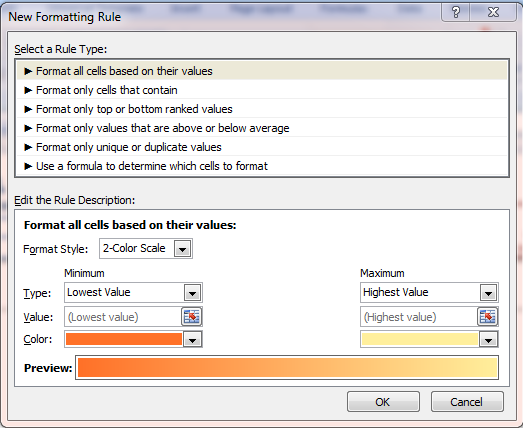 New Formatting Rule
Select a Rule Type:
► Format all cells based on their values
► Format only cells that contain
► Format only top or bottom ranked values
► Format only values that are above or below average
► Format only unique or duplicate values
► Use a formula to determine which cells to format
Edit the Rule Description:
Format all cells based on their values:
Format Style: 2-Color Scale
Minimum Maximum
Type: Lowest Value Highest Value
Value: (Lowest value) (Highest value)
Color:
Preview:
OK Cancel